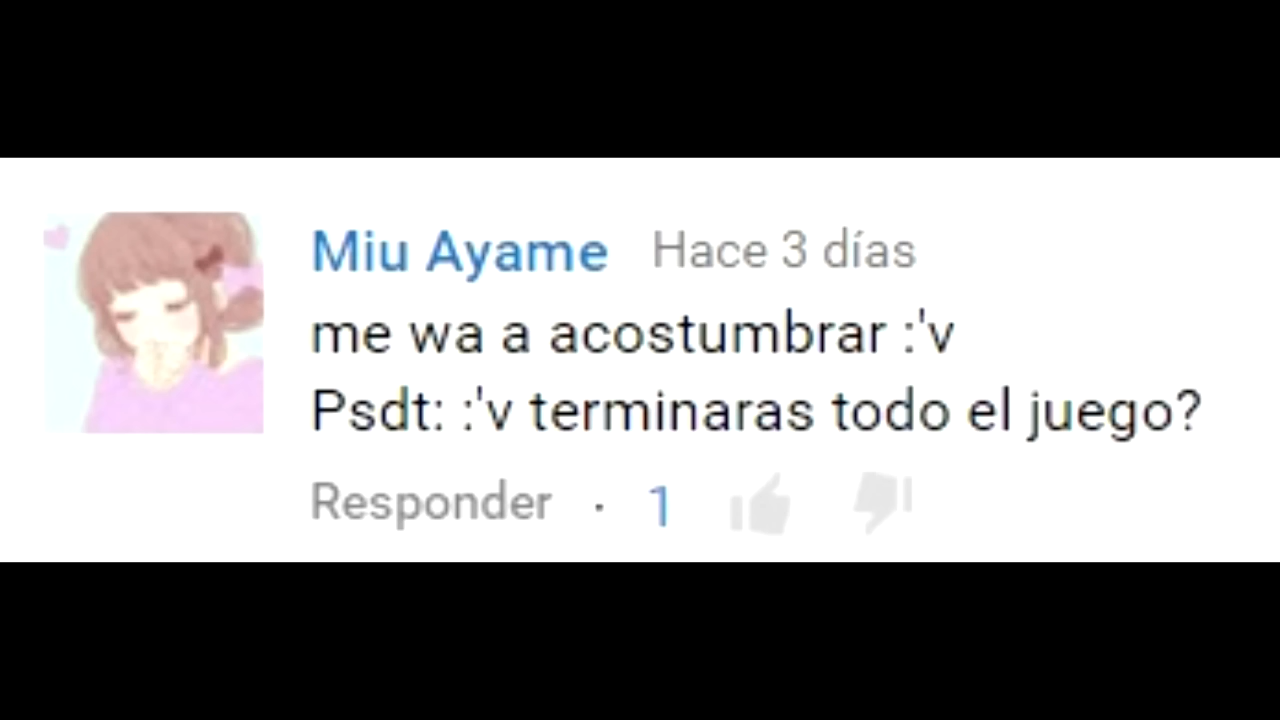 Miu Ayame Hace 3 días
me wa a acostumbrar :'v
Psdt: :'v terminaras todo el juego?
Responder · 1